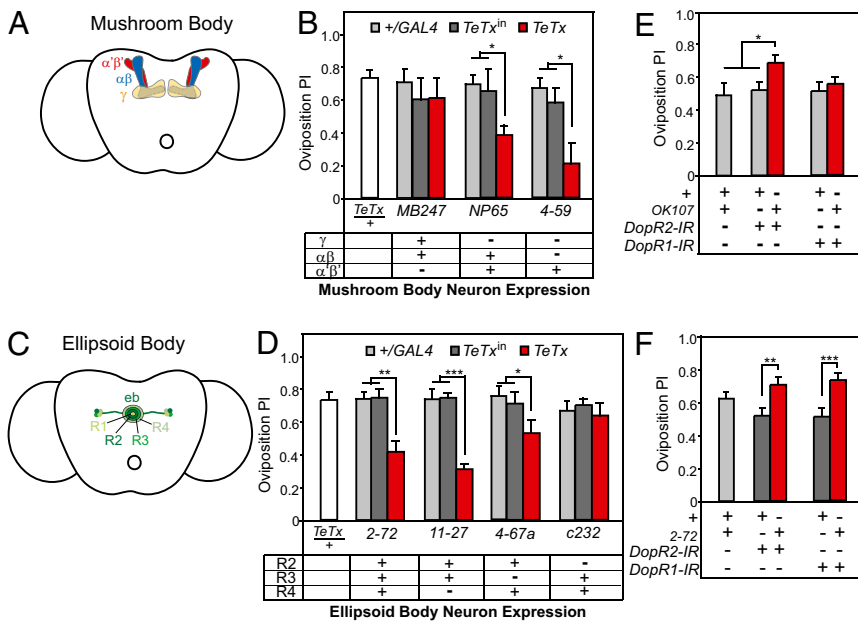 A
Mushroom Body
α'β'
αβ
γ
B
+/GAL4 TeTxin TeTx
Oviposition PI
1.0
0.8
0.6
0.4
0.2
0
* *
TeTx/+ MB247 NP65 4-59
γ + - -
αβ + + -
α'β' - + +
Mushroom Body Neuron Expression
E
Oviposition PI
1.0
0.8
0.6
0.4
0.2
0
*
+ + + - + -
OK107 + - + - +
DopR2-IR - + + - -
DopR1-IR - - - + +
C
Ellipsoid Body
eb
R1 R4
R2 R3
D
+/GAL4 TeTxin TeTx
Oviposition PI
1.0
0.8
0.6
0.4
0.2
0
** *** *
TeTx/+ 2-72 11-27 4-67a c232
R2 + + + -
R3 + + - +
R4 + - + +
Ellipsoid Body Neuron Expression
F
Oviposition PI
1.0
0.8
0.6
0.4
0.2
0
** ***
+ + + - + -
2-72 + - + - +
DopR2-IR - + + - -
DopR1-IR - - - + +